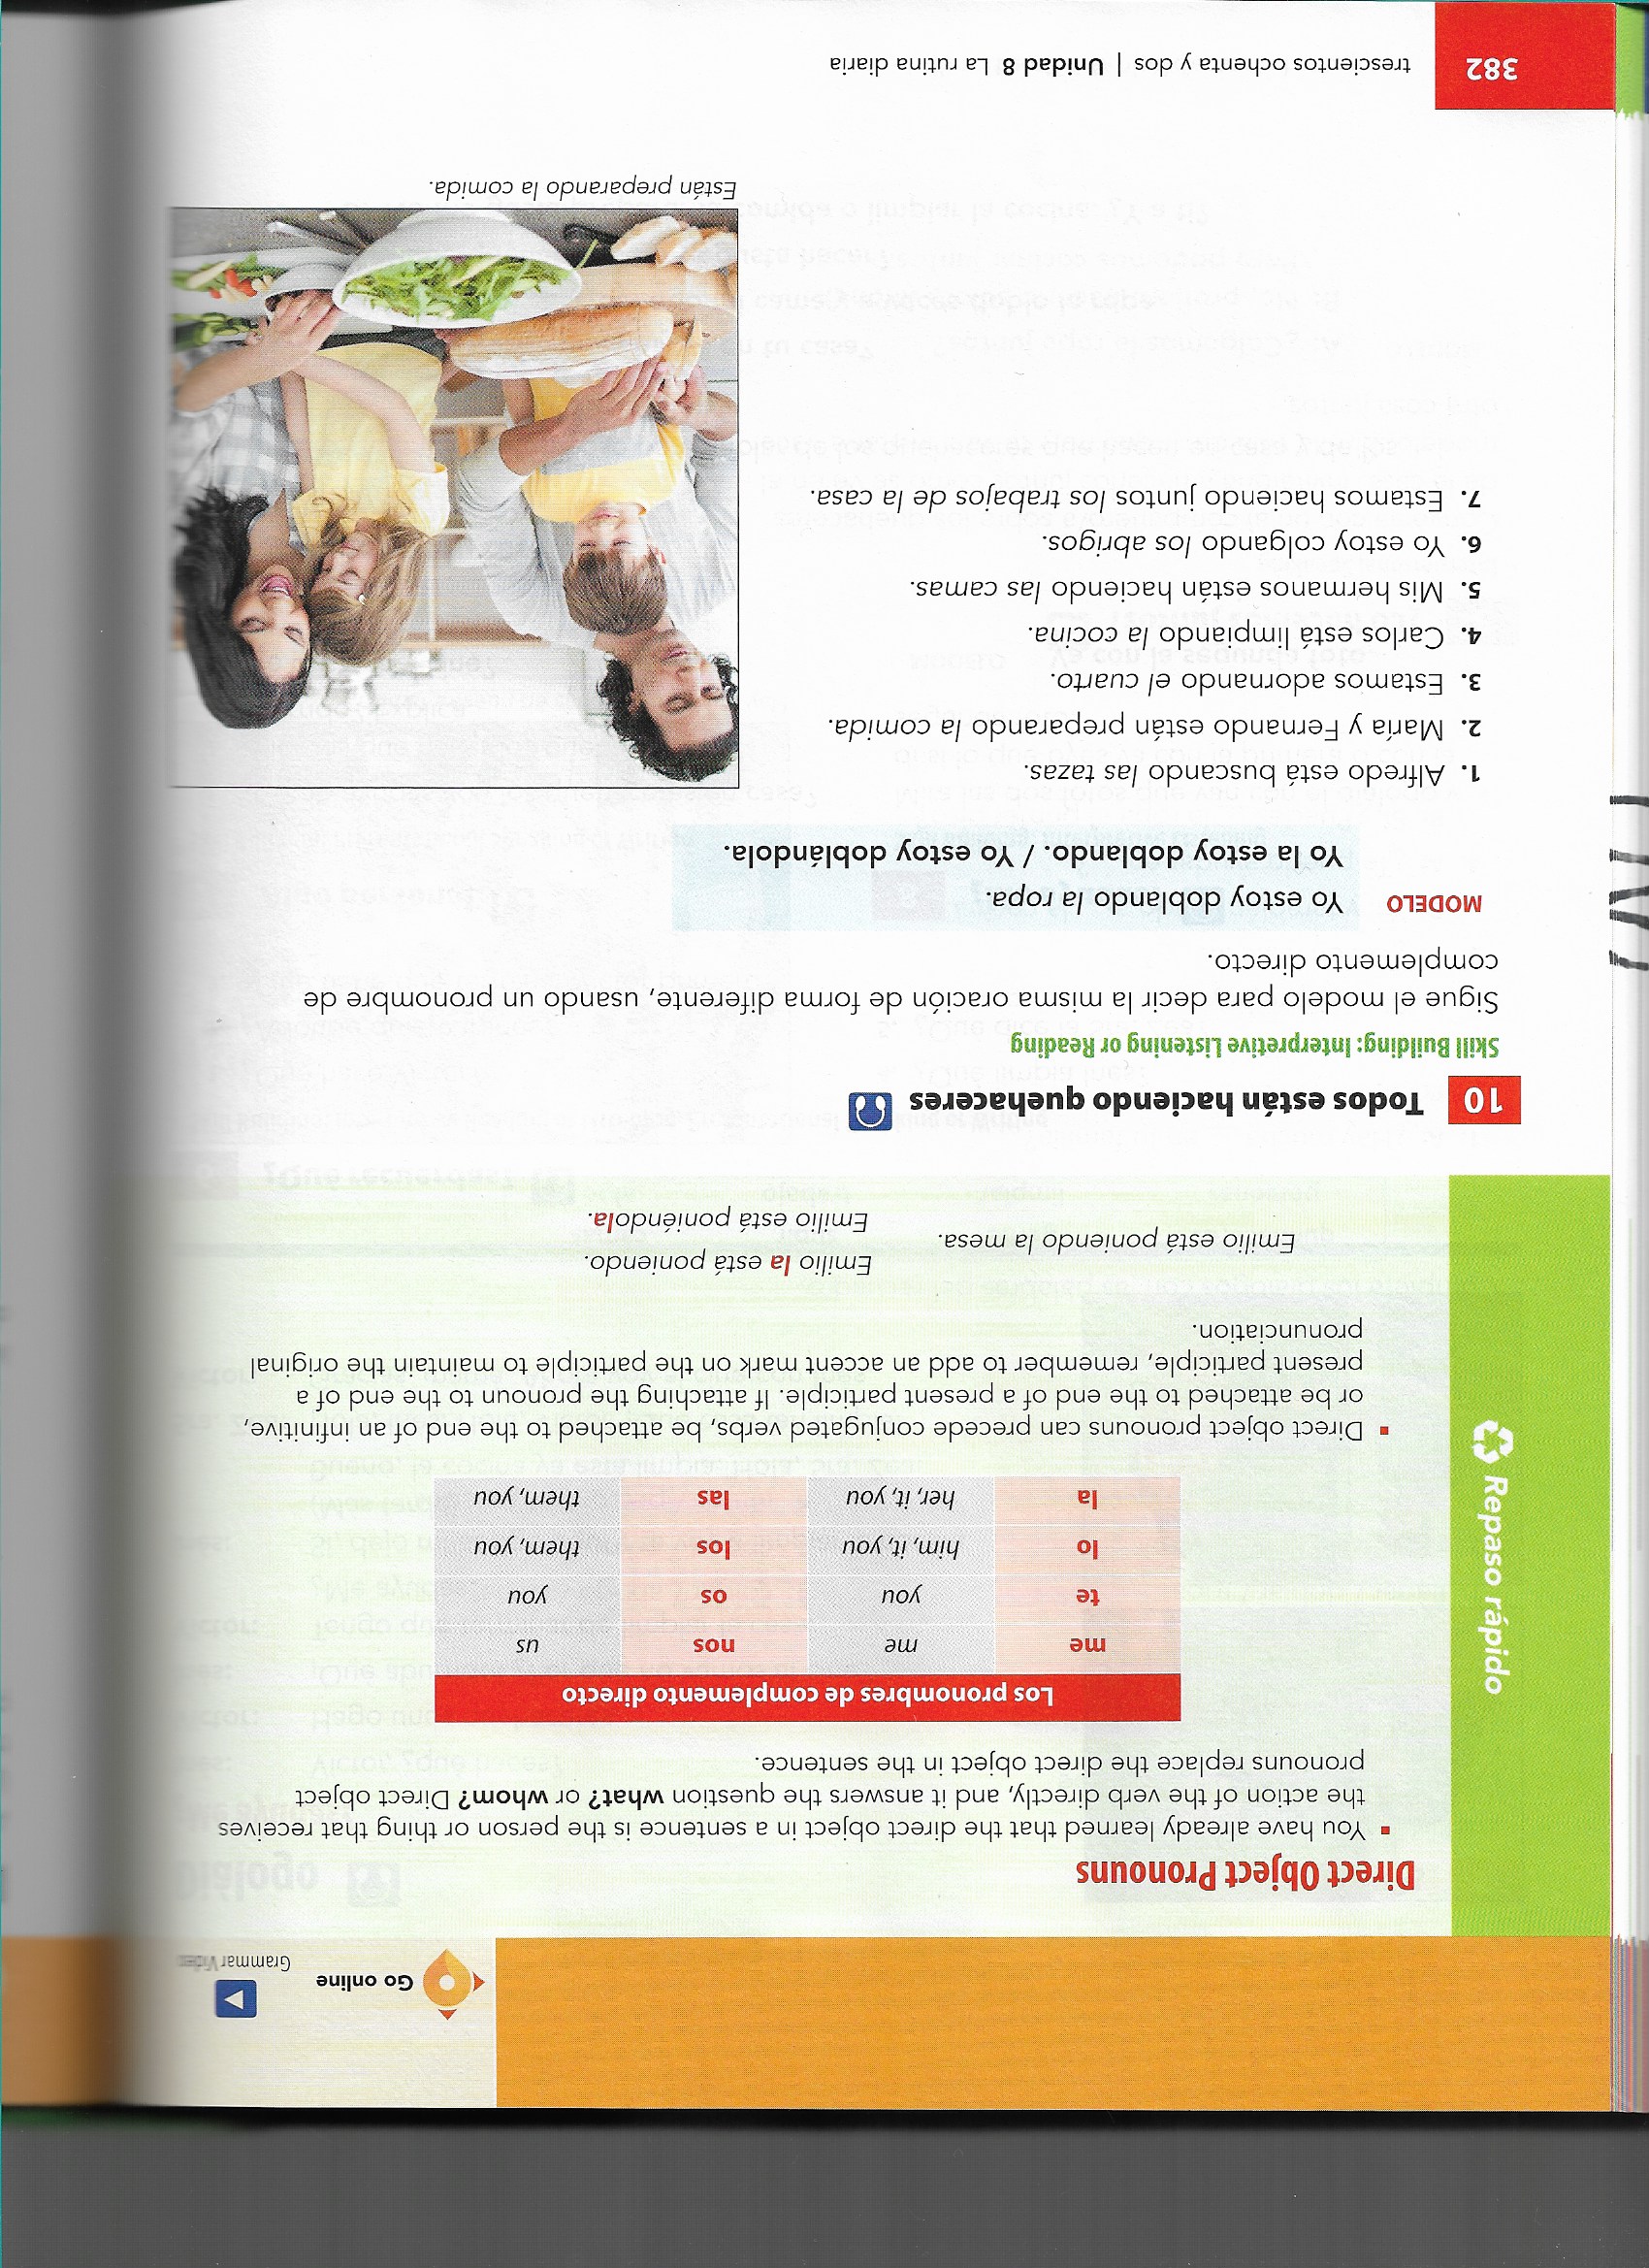 Go online
Grammar Video
Repaso rápido
Direct Object Pronouns
▪ You have already learned that the direct object in a sentence is the person or thing that receives
the action of the verb directly, and it answers the question what? or whom? Direct object
pronouns replace the direct object in the sentence.
Los pronombres de complemento directo
me me nos us
te you os you
lo him, it, you los them, you
la her, it, you las them, you
▪ Direct object pronouns can precede conjugated verbs, be attached to the end of an infinitive,
or be attached to the end of a present participle. If attaching the pronoun to the end of a
present participle, remember to add an accent mark on the participle to maintain the original
pronunciation.
Emilio está poniendo la mesa.
Emilio la está poniendo.
Emilio está poniéndola.
10 Todos están haciendo quehaceres
Skill Building: Interpretive Listening or Reading
Sigue el modelo para decir la misma oración de forma diferente, usando un pronombre de
complemento directo.
MODELO Yo estoy doblando la ropa.
Yo la estoy doblando. / Yo estoy doblándola.
1. Alfredo está buscando las tazas.
2. María y Fernando están preparando la comida.
3. Estamos adornando el cuarto.
4. Carlos está limpiando la cocina.
5. Mis hermanos están haciendo las camas.
6. Yo estoy colgando los abrigos.
7. Estamos haciendo juntos los trabajos de la casa.
Están preparando la comida.
382 trescientos ochenta y dos | Unidad 8 La rutina diaria